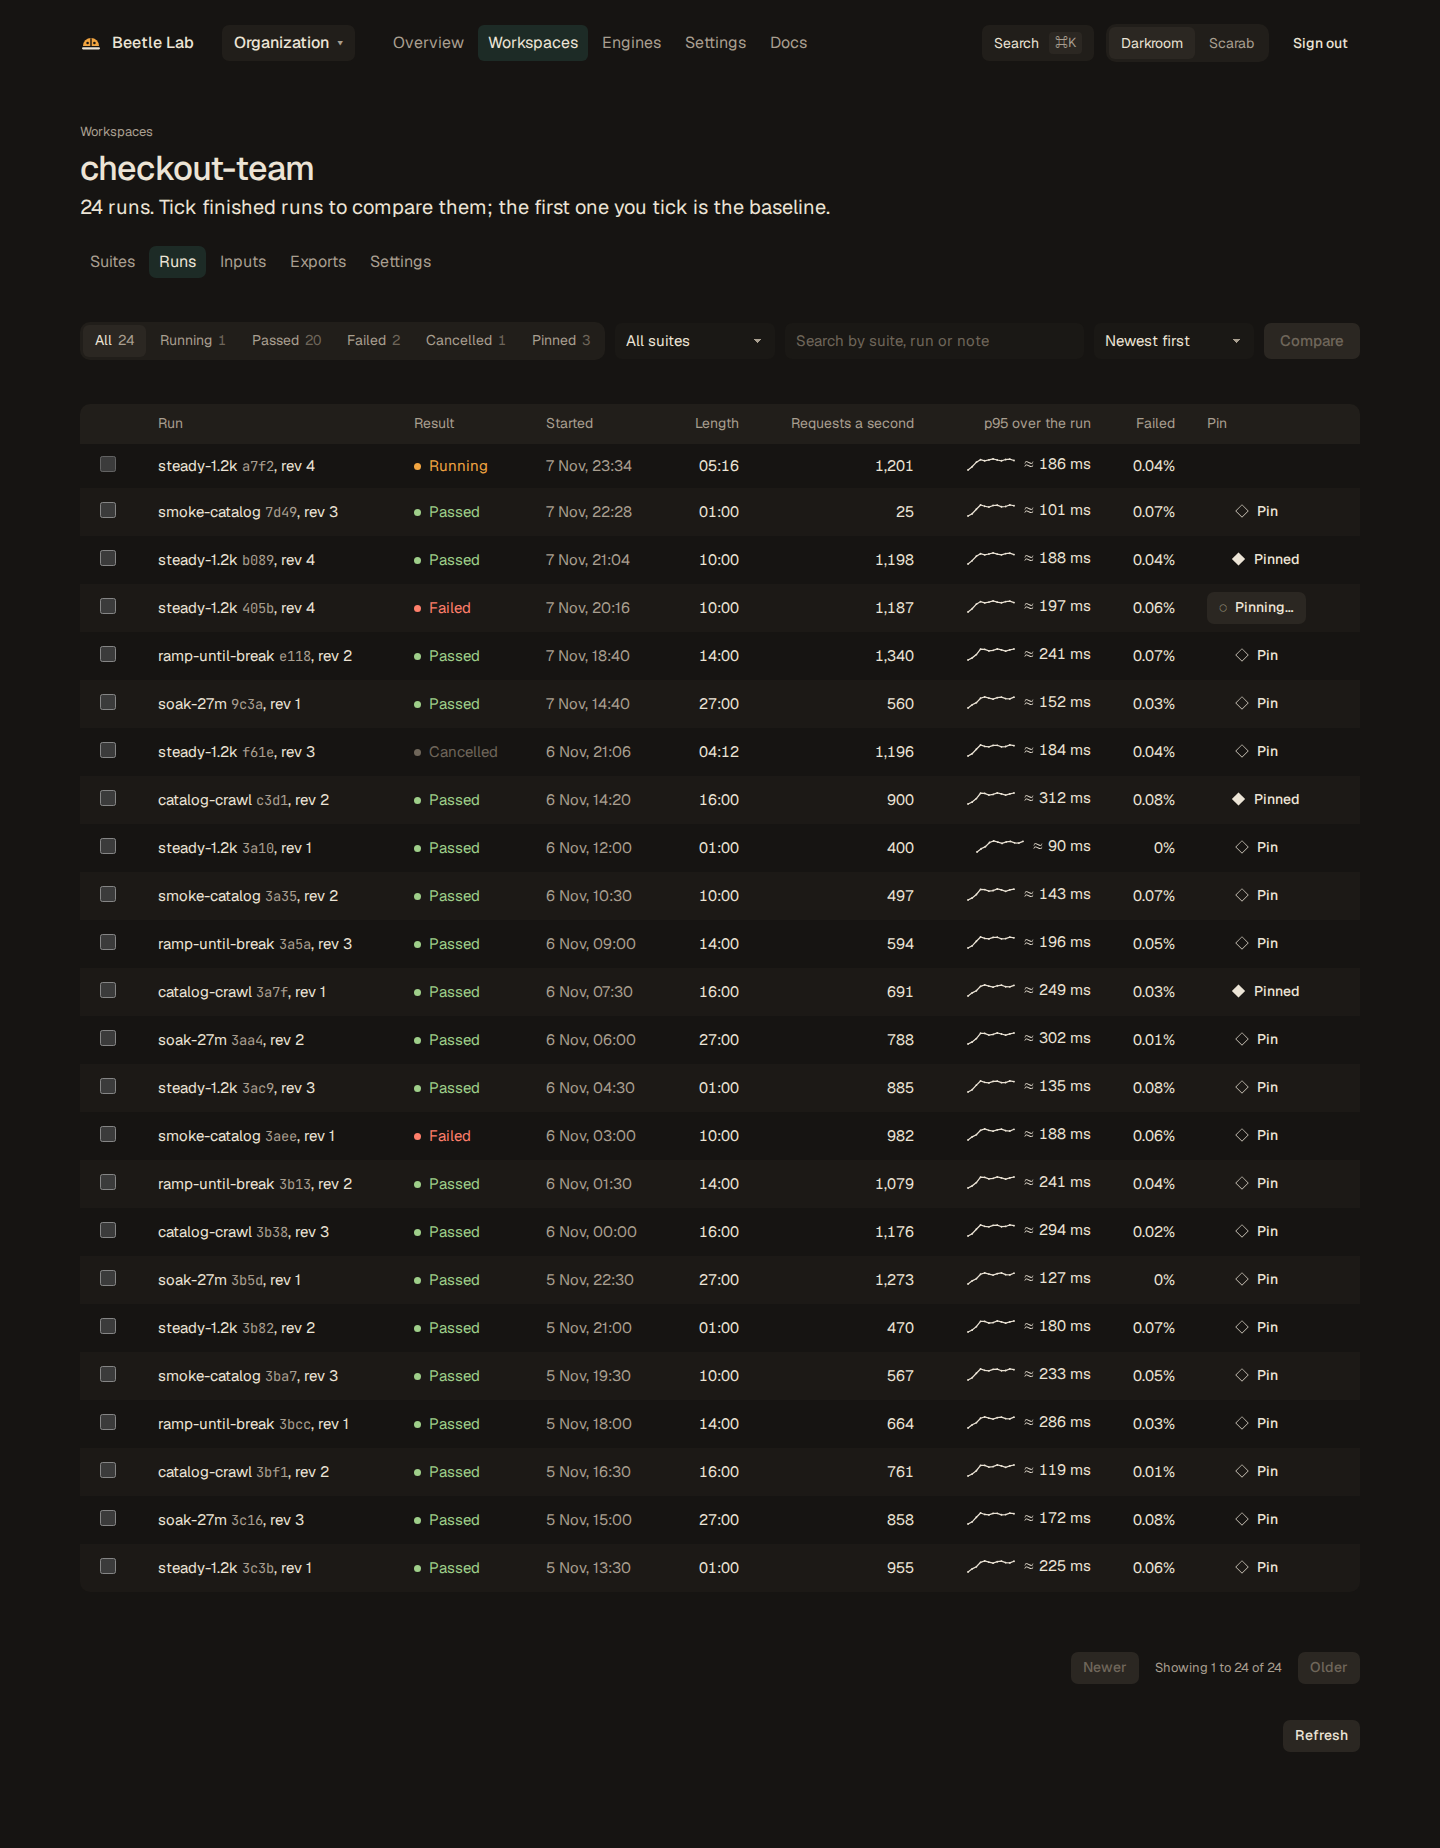 Beetle Lab Organization ▾ Overview Workspaces Engines Settings Docs Search ⌘K Darkroom Scarab Sign out
Workspaces
checkout-team
24 runs. Tick finished runs to compare them; the first one you tick is the baseline.
Suites Runs Inputs Exports Settings
All 24 Running 1 Passed 20 Failed 2 Cancelled 1 Pinned 3 All suites Search by suite, run or note Newest first Compare
Run Result Started Length Requests a second p95 over the run Failed Pin
steady-1.2k a7f2, rev 4 Running 7 Nov, 23:34 05:16 1,201 ≈ 186 ms 0.04%
smoke-catalog 7d49, rev 3 Passed 7 Nov, 22:28 01:00 25 ≈ 101 ms 0.07% ◇ Pin
steady-1.2k b089, rev 4 Passed 7 Nov, 21:04 10:00 1,198 ≈ 188 ms 0.04% ◆ Pinned
steady-1.2k 405b, rev 4 Failed 7 Nov, 20:16 10:00 1,187 ≈ 197 ms 0.06% ○ Pinning…
ramp-until-break e118, rev 2 Passed 7 Nov, 18:40 14:00 1,340 ≈ 241 ms 0.07% ◇ Pin
soak-27m 9c3a, rev 1 Passed 7 Nov, 14:40 27:00 560 ≈ 152 ms 0.03% ◇ Pin
steady-1.2k f61e, rev 3 Cancelled 6 Nov, 21:06 04:12 1,196 ≈ 184 ms 0.04% ◇ Pin
catalog-crawl c3d1, rev 2 Passed 6 Nov, 14:20 16:00 900 ≈ 312 ms 0.08% ◆ Pinned
steady-1.2k 3a10, rev 1 Passed 6 Nov, 12:00 01:00 400 ≈ 90 ms 0% ◇ Pin
smoke-catalog 3a35, rev 2 Passed 6 Nov, 10:30 10:00 497 ≈ 143 ms 0.07% ◇ Pin
ramp-until-break 3a5a, rev 3 Passed 6 Nov, 09:00 14:00 594 ≈ 196 ms 0.05% ◇ Pin
catalog-crawl 3a7f, rev 1 Passed 6 Nov, 07:30 16:00 691 ≈ 249 ms 0.03% ◆ Pinned
soak-27m 3aa4, rev 2 Passed 6 Nov, 06:00 27:00 788 ≈ 302 ms 0.01% ◇ Pin
steady-1.2k 3ac9, rev 3 Passed 6 Nov, 04:30 01:00 885 ≈ 135 ms 0.08% ◇ Pin
smoke-catalog 3aee, rev 1 Failed 6 Nov, 03:00 10:00 982 ≈ 188 ms 0.06% ◇ Pin
ramp-until-break 3b13, rev 2 Passed 6 Nov, 01:30 14:00 1,079 ≈ 241 ms 0.04% ◇ Pin
catalog-crawl 3b38, rev 3 Passed 6 Nov, 00:00 16:00 1,176 ≈ 294 ms 0.02% ◇ Pin
soak-27m 3b5d, rev 1 Passed 5 Nov, 22:30 27:00 1,273 ≈ 127 ms 0% ◇ Pin
steady-1.2k 3b82, rev 2 Passed 5 Nov, 21:00 01:00 470 ≈ 180 ms 0.07% ◇ Pin
smoke-catalog 3ba7, rev 3 Passed 5 Nov, 19:30 10:00 567 ≈ 233 ms 0.05% ◇ Pin
ramp-until-break 3bcc, rev 1 Passed 5 Nov, 18:00 14:00 664 ≈ 286 ms 0.03% ◇ Pin
catalog-crawl 3bf1, rev 2 Passed 5 Nov, 16:30 16:00 761 ≈ 119 ms 0.01% ◇ Pin
soak-27m 3c16, rev 3 Passed 5 Nov, 15:00 27:00 858 ≈ 172 ms 0.08% ◇ Pin
steady-1.2k 3c3b, rev 1 Passed 5 Nov, 13:30 01:00 955 ≈ 225 ms 0.06% ◇ Pin
Newer Showing 1 to 24 of 24 Older
Refresh